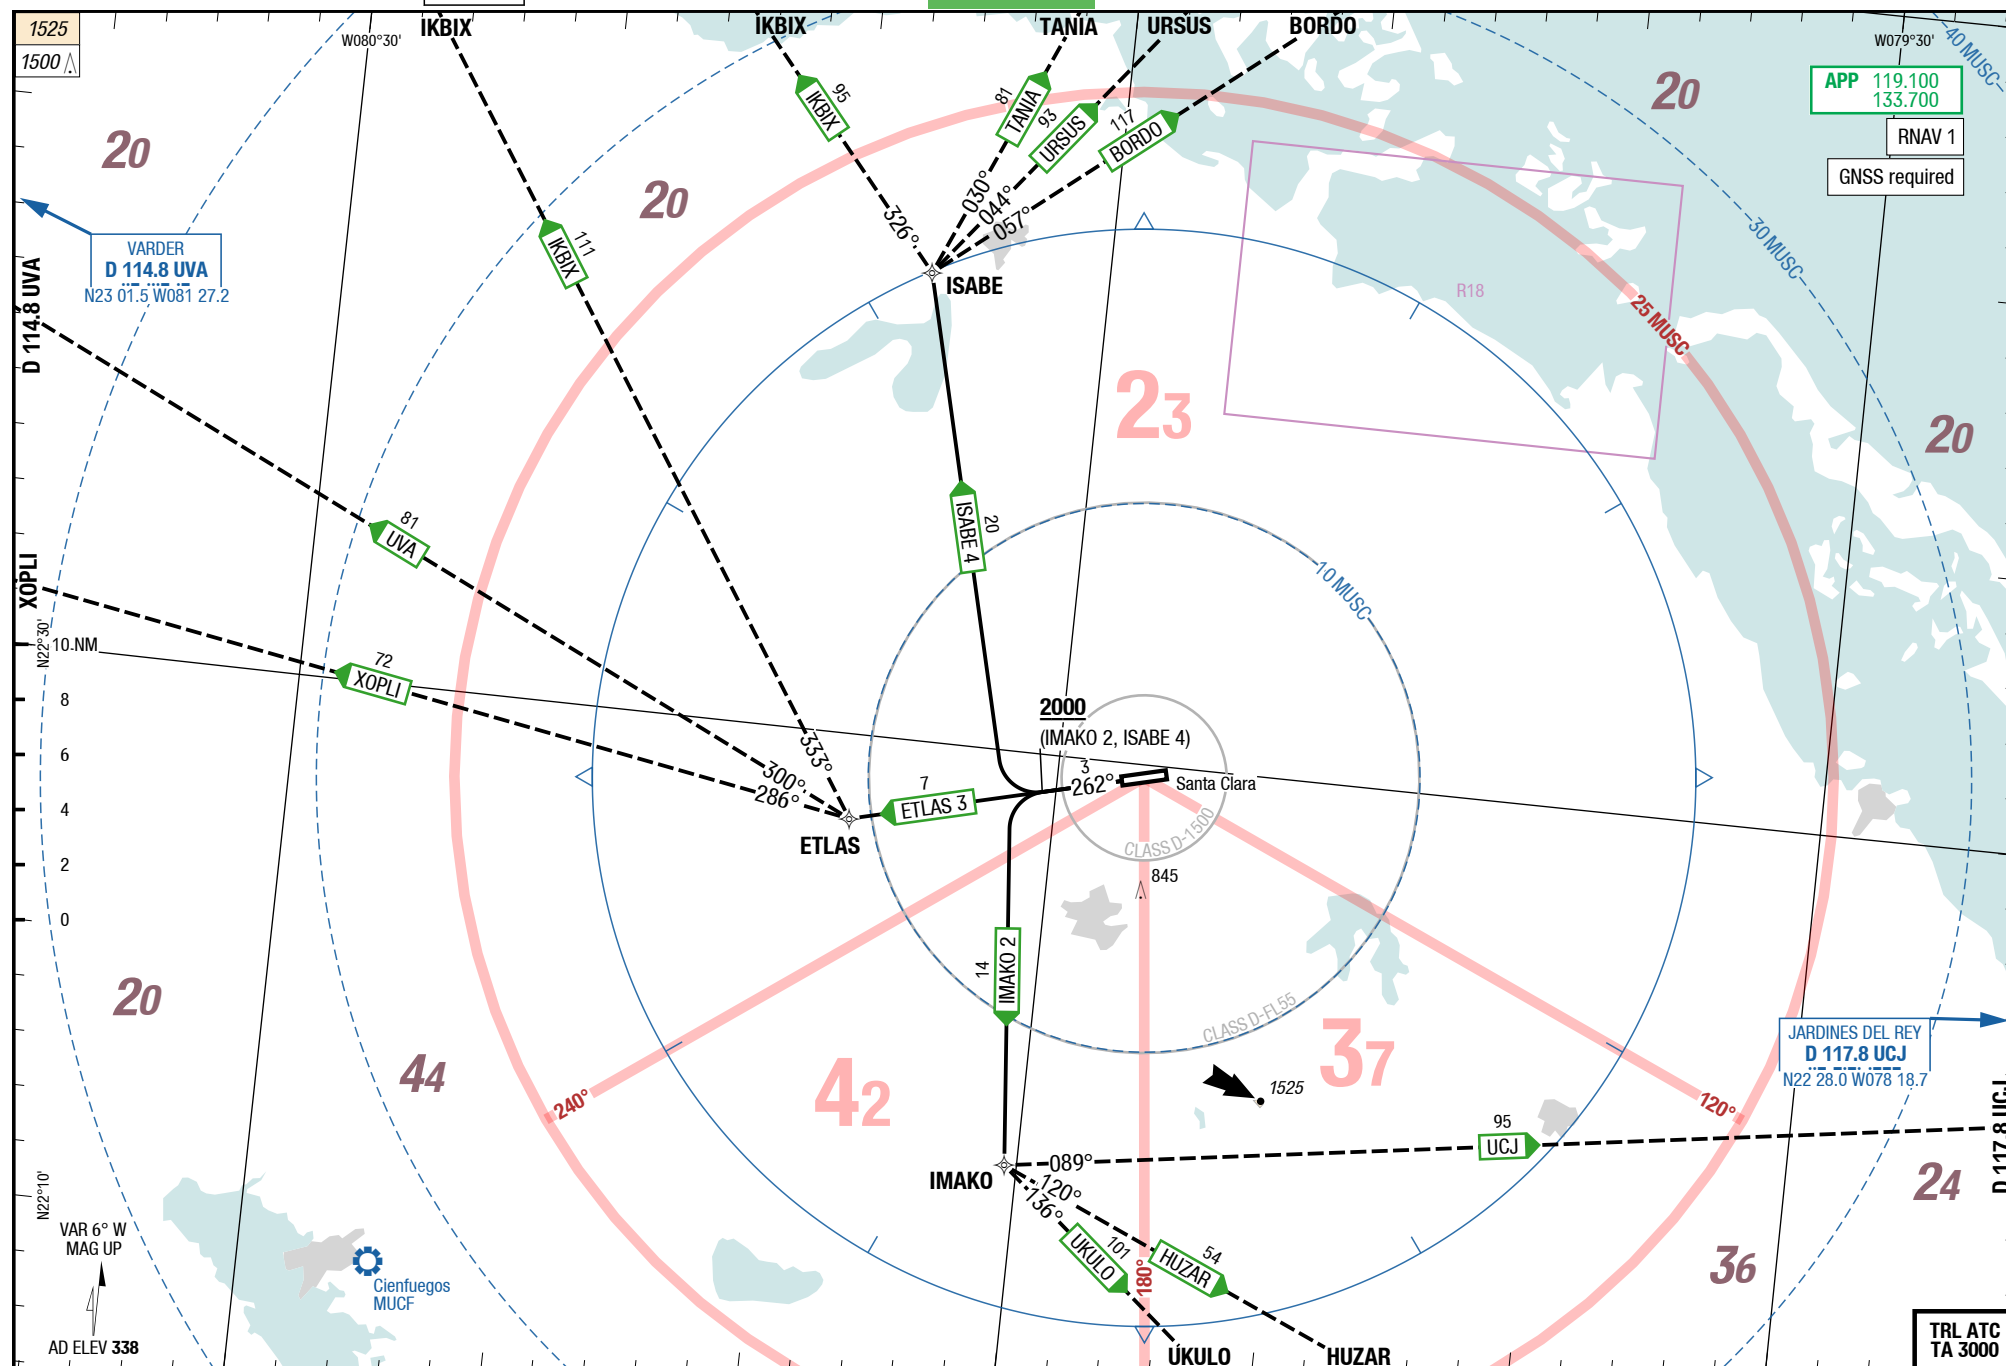 1525
1500
W080°30'
IKBIX
IKBIX
TANIA
URSUS
BORDO
W079°30'
40 MUSC
APP 119.100
133.700
RNAV 1
GNSS required
20
20
20
95
IKBIX
81
TANIA
93
URSUS
117
BORDO
326°
030°
044°
057°
ISABE
VARDER
D 114.8 UVA
N23 01.5 W081 27.2
D 114.8 UVA
111
IKBIX
30 MUSC
R18
25 MUSC
23
20
20
ISABE 4
81
UVA
10 MUSC
XOPLI
N22°30'
10 NM
8
6
4
2
0
72
XOPLI
333°
300°
286°
ETLAS
7
ETLAS 3
2000
(IMAKO 2, ISABE 4)
3
262°
Santa Clara
CLASS D-1500
845
14
IMAKO 2
CLASS D-FL55
20
44
42
37
1525
240°
120°
180°
JARDINES DEL REY
D 117.8 UCJ
N22 28.0 W078 18.7
D 117.8 UCJ
95
UCJ
IMAKO
089°
120°
136°
24
N22°10'
VAR 6° W
MAG UP
Cienfuegos
MUCF
AD ELEV 338
101
UKULO
54
HUZAR
36
UKULO
HUZAR
TRL ATC
TA 3000